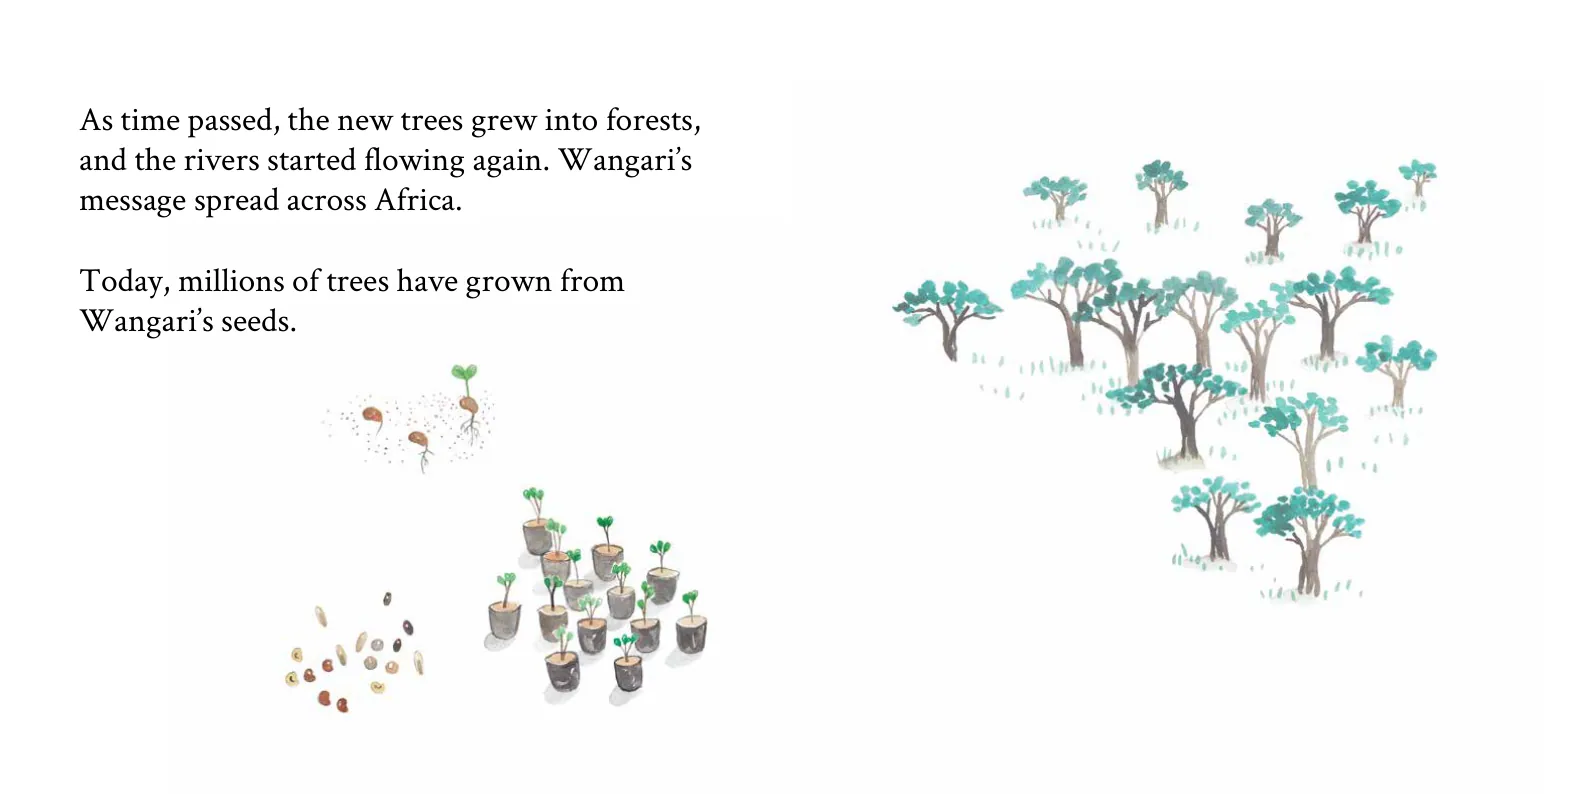 As time passed, the new trees grew into forests,
and the rivers started flowing again. Wangari’s
message spread across Africa.
Today, millions of trees have grown from
Wangari’s seeds.